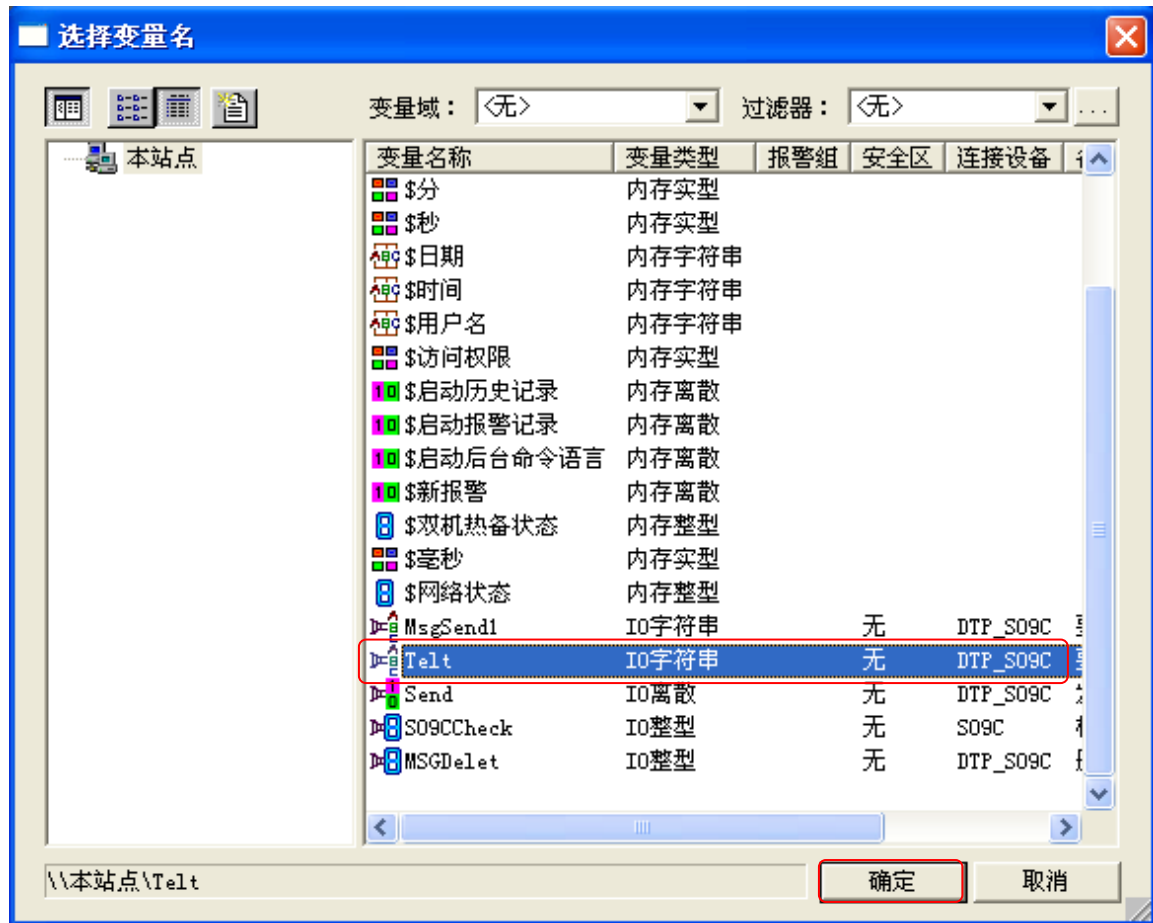 选择变量名
变量域： <无> 过滤器： <无> ...
本站点
变量名称 变量类型 报警组 安全区 连接设备
$分 内存实型
$秒 内存实型
$日期 内存字符串
$时间 内存字符串
$用户名 内存字符串
$访问权限 内存实型
$启动历史记录 内存离散
$启动报警记录 内存离散
$启动后台命令语言 内存离散
$新报警 内存离散
$双机热备状态 内存整型
$毫秒 内存实型
$网络状态 内存整型
MsgSend1 IO字符串 无 DTP_S09C
Telt IO字符串 无 DTP_S09C
Send IO离散 无 DTP_S09C
S09CCheck IO整型 无 S09C
MSGDelet IO整型 无 DTP_S09C
\\本站点\Telt 确定 取消